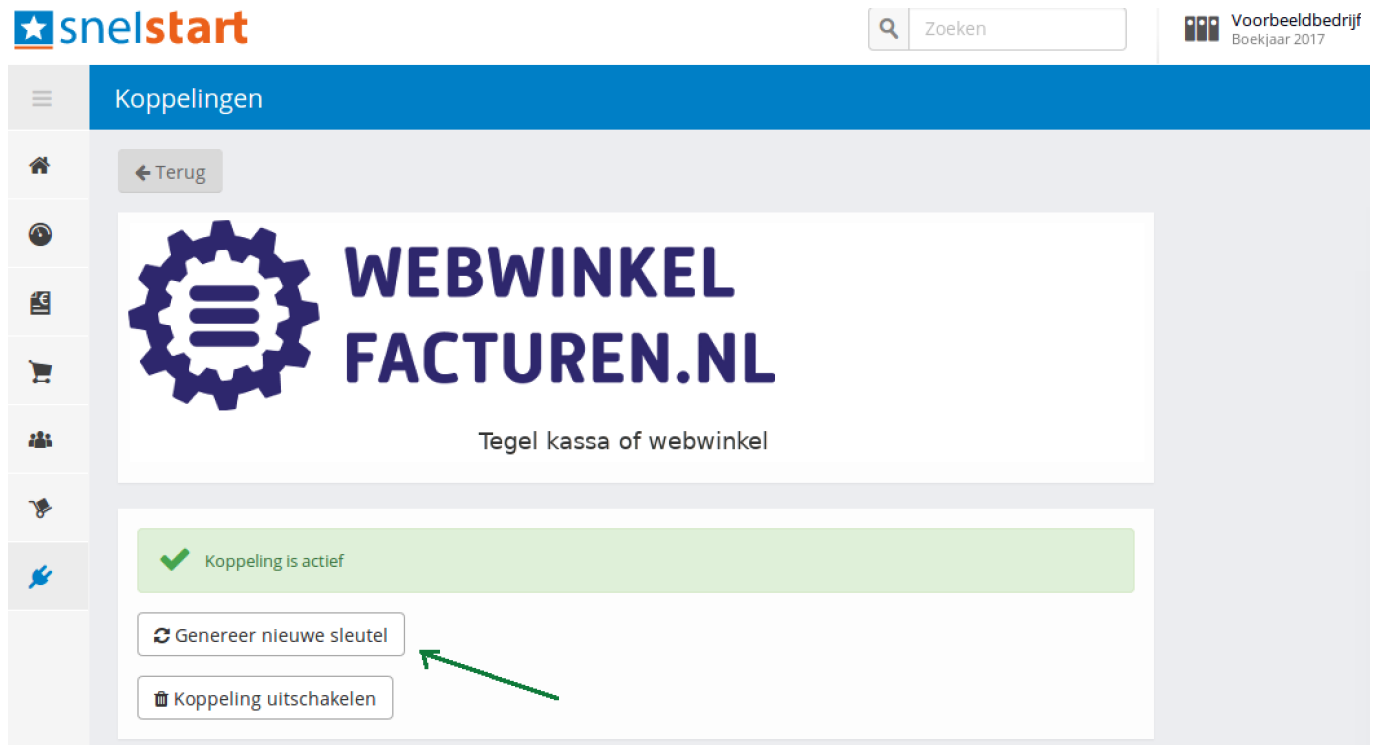 snelstart
Zoeken
Voorbeeldbedrijf
Boekjaar 2017
Koppelingen
Terug
WEBWINKEL
FACTUREN.NL
Tegel kassa of webwinkel
Koppeling is actief
Genereer nieuwe sleutel
Koppeling uitschakelen